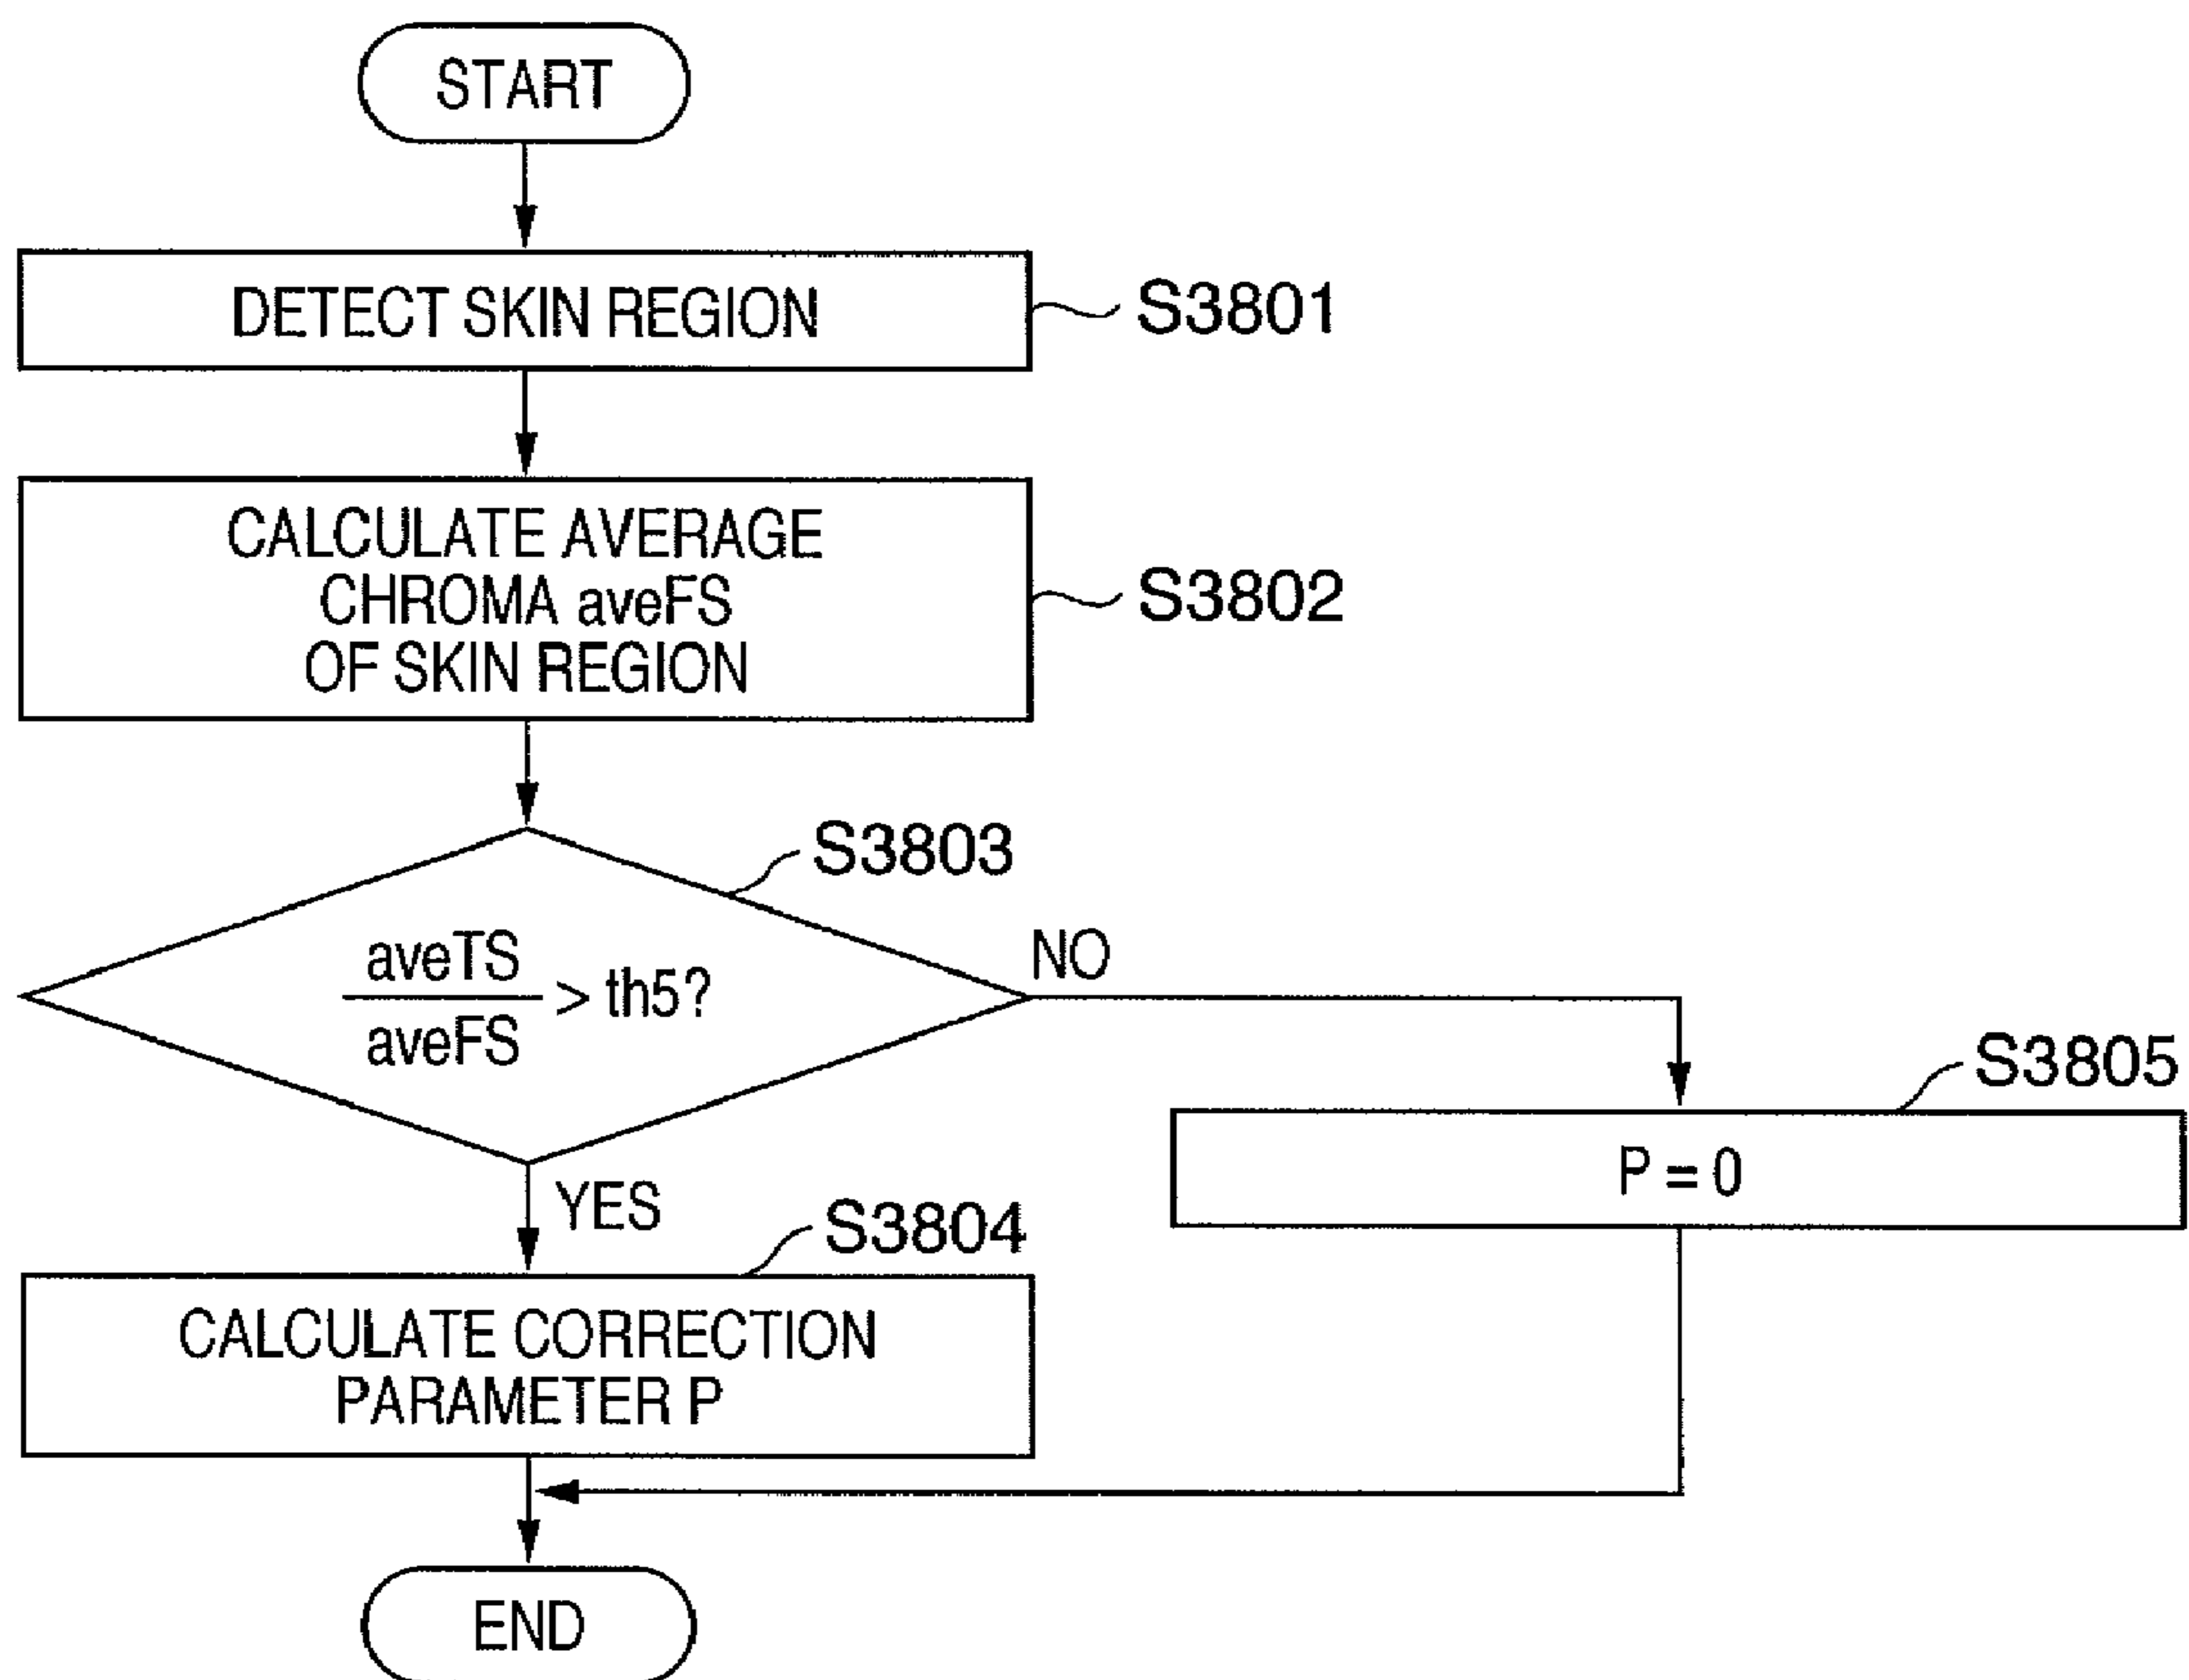 START
DETECT SKIN REGION
S3801
CALCULATE AVERAGE
CHROMA aveFS
OF SKIN REGION
S3802
S3803
aveTS
aveFS
> th5?
NO
YES
S3805
P = 0
S3804
CALCULATE CORRECTION
PARAMETER P
END